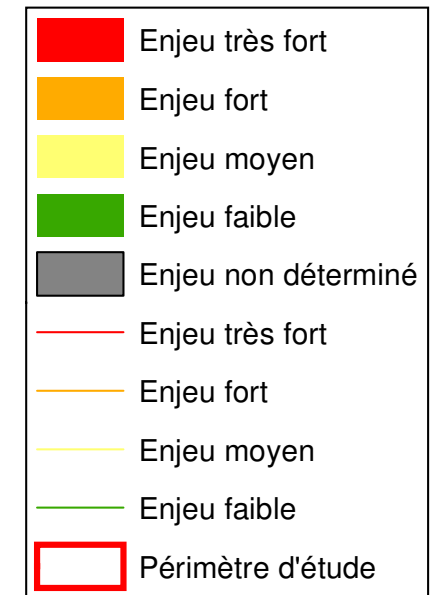 Enjeu très fort
Enjeu fort
Enjeu moyen
Enjeu faible
Enjeu non déterminé
Enjeu très fort
Enjeu fort
Enjeu moyen
Enjeu faible
Périmètre d'étude